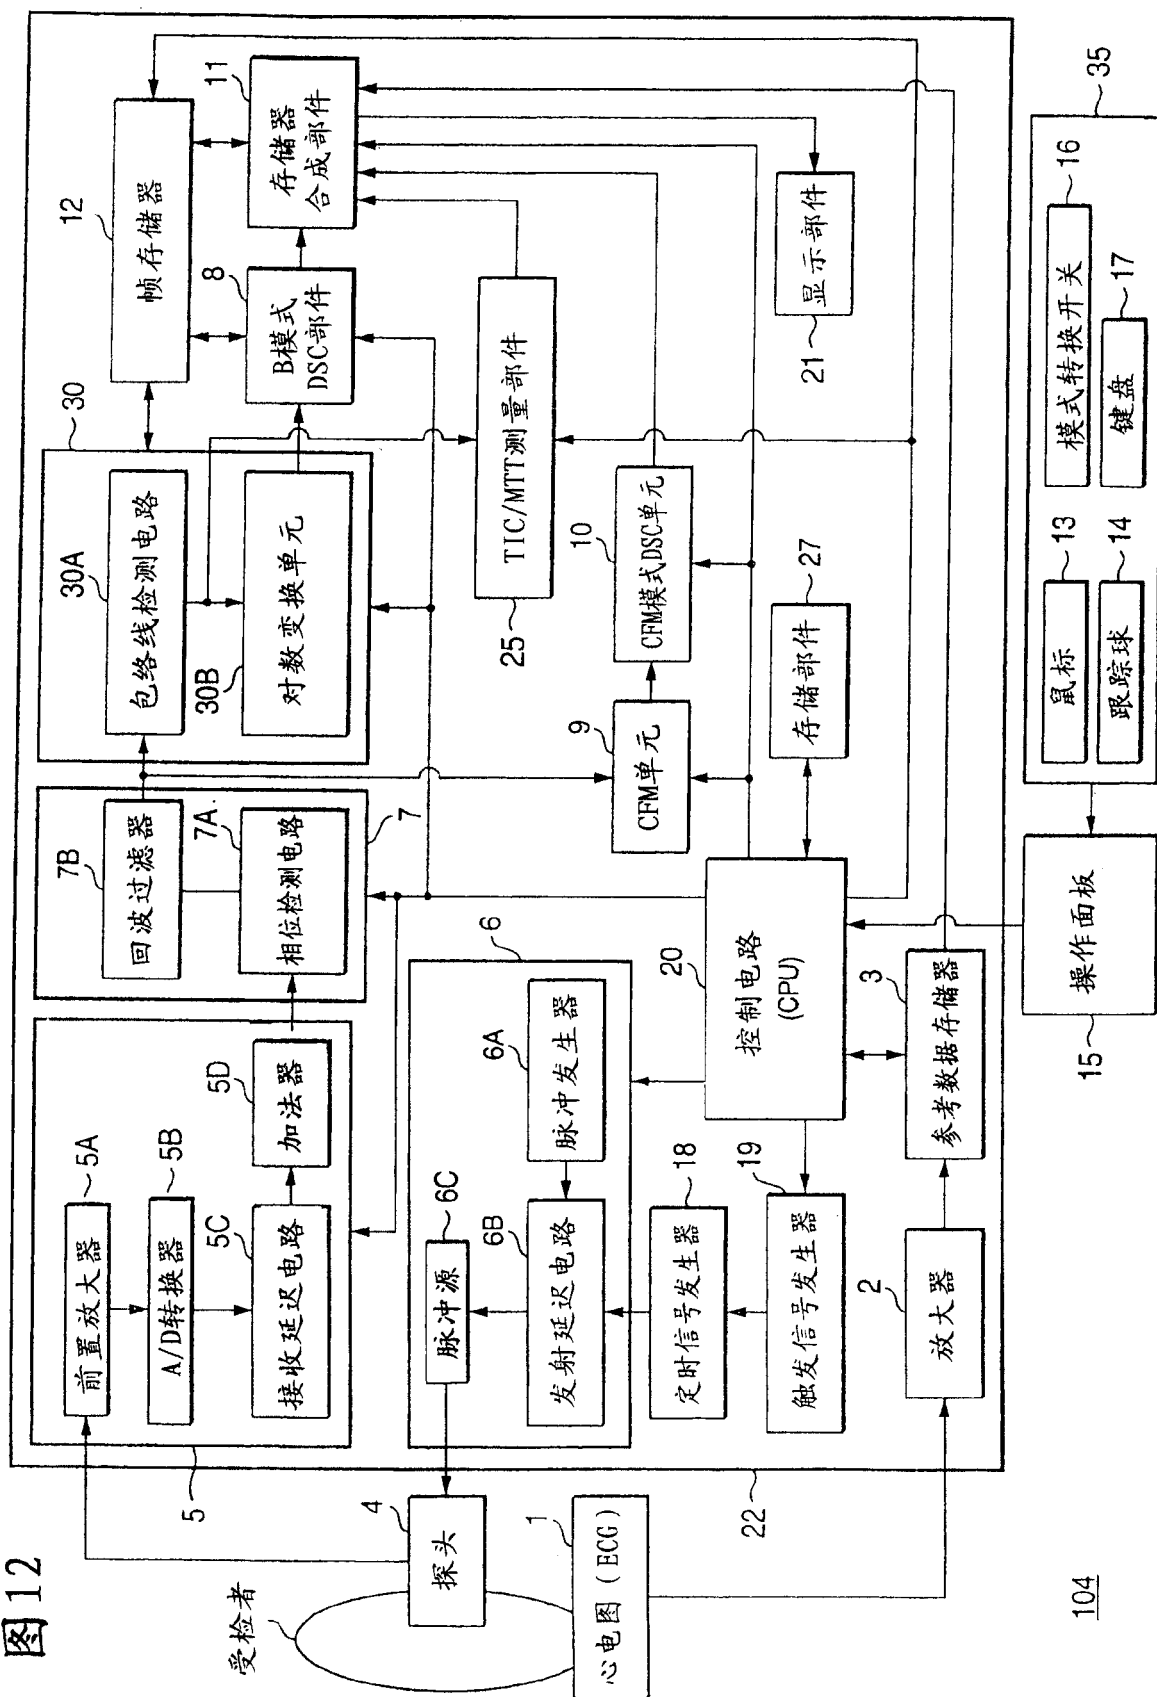 图12
受检者
探头
4
心电图(ECG)
1
5
前置放大器
5A
A/D转换器
5B
接收延迟电路
5C
加法器
5D
回波过滤器
7B
相位检测电路
7A
7
30
包络线检测电路
30A
对数变换单元
30B
帧存储器
12
B模式
DSC部件
8
存储器
合成部件
11
6
脉冲源
6C
发射延迟电路
6B
脉冲发生器
6A
TIC/MTT测量部件
25
CFM单元
9
CFM模式DSC单元
10
显示部件
21
定时信号发生器
18
触发信号发生器
19
控制电路
(CPU)
20
存储部件
27
放大器
2
参考数据存储器
3
22
操作面板
15
35
鼠标
13
跟踪球
14
模式转换开关
16
键盘
17
104